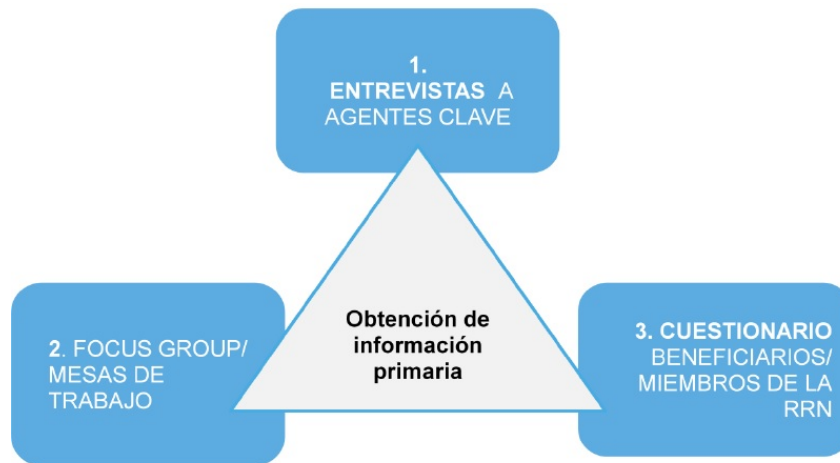 1.
ENTREVISTAS A
AGENTES CLAVE
Obtención de
información
primaria
2. FOCUS GROUP/
MESAS DE
TRABAJO
3. CUESTIONARIO
BENEFICIARIOS/
MIEMBROS DE LA
RRN